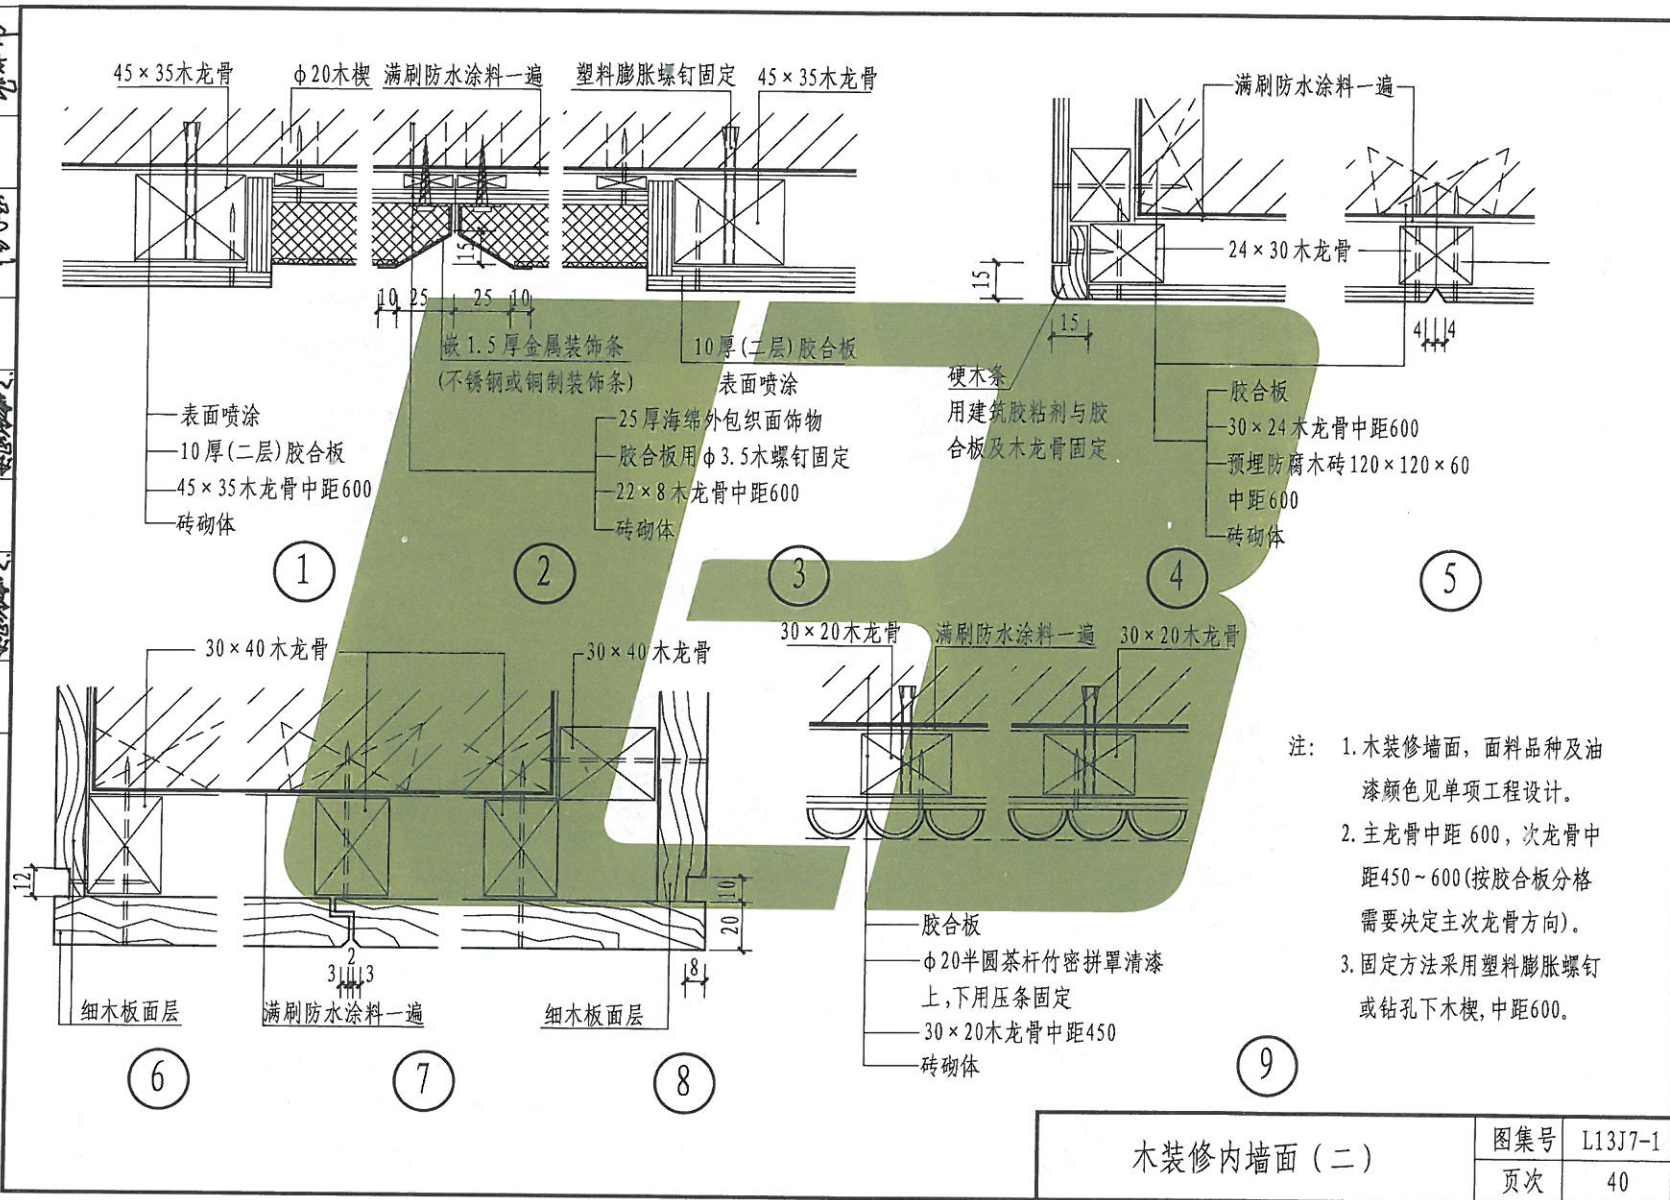 45×35木龙骨
φ20木楔
满刷防水涂料一遍
塑料膨胀螺钉固定
45×35木龙骨
15
10 25 25 10
嵌1.5厚金属装饰条
(不锈钢或铜制装饰条)
10厚(二层)胶合板
表面喷涂
表面喷涂
10厚(二层)胶合板
45×35木龙骨中距600
砖砌体
25厚海绵外包织面饰物
胶合板用φ3.5木螺钉固定
22×8木龙骨中距600
砖砌体
1
2
3
满刷防水涂料一遍
24×30木龙骨
15
15
4 4
硬木条
用建筑胶粘剂与胶
合板及木龙骨固定
胶合板
30×24木龙骨中距600
预埋防腐木砖120×120×60
中距600
砖砌体
4
5
30×40木龙骨
30×40木龙骨
12
10
20
8
2
3 3
细木板面层
满刷防水涂料一遍
细木板面层
6
7
8
30×20木龙骨
满刷防水涂料一遍
30×20木龙骨
胶合板
φ20半圆茶杆竹密拼罩清漆
上,下用压条固定
30×20木龙骨中距450
砖砌体
9
注: 1.木装修墙面, 面料品种及油
漆颜色见单项工程设计。
2.主龙骨中距600, 次龙骨中
距450~600(按胶合板分格
需要决定主次龙骨方向)。
3.固定方法采用塑料膨胀螺钉
或钻孔下木楔,中距600。
木装修内墙面(二)
图集号 L13J7-1
页次 40